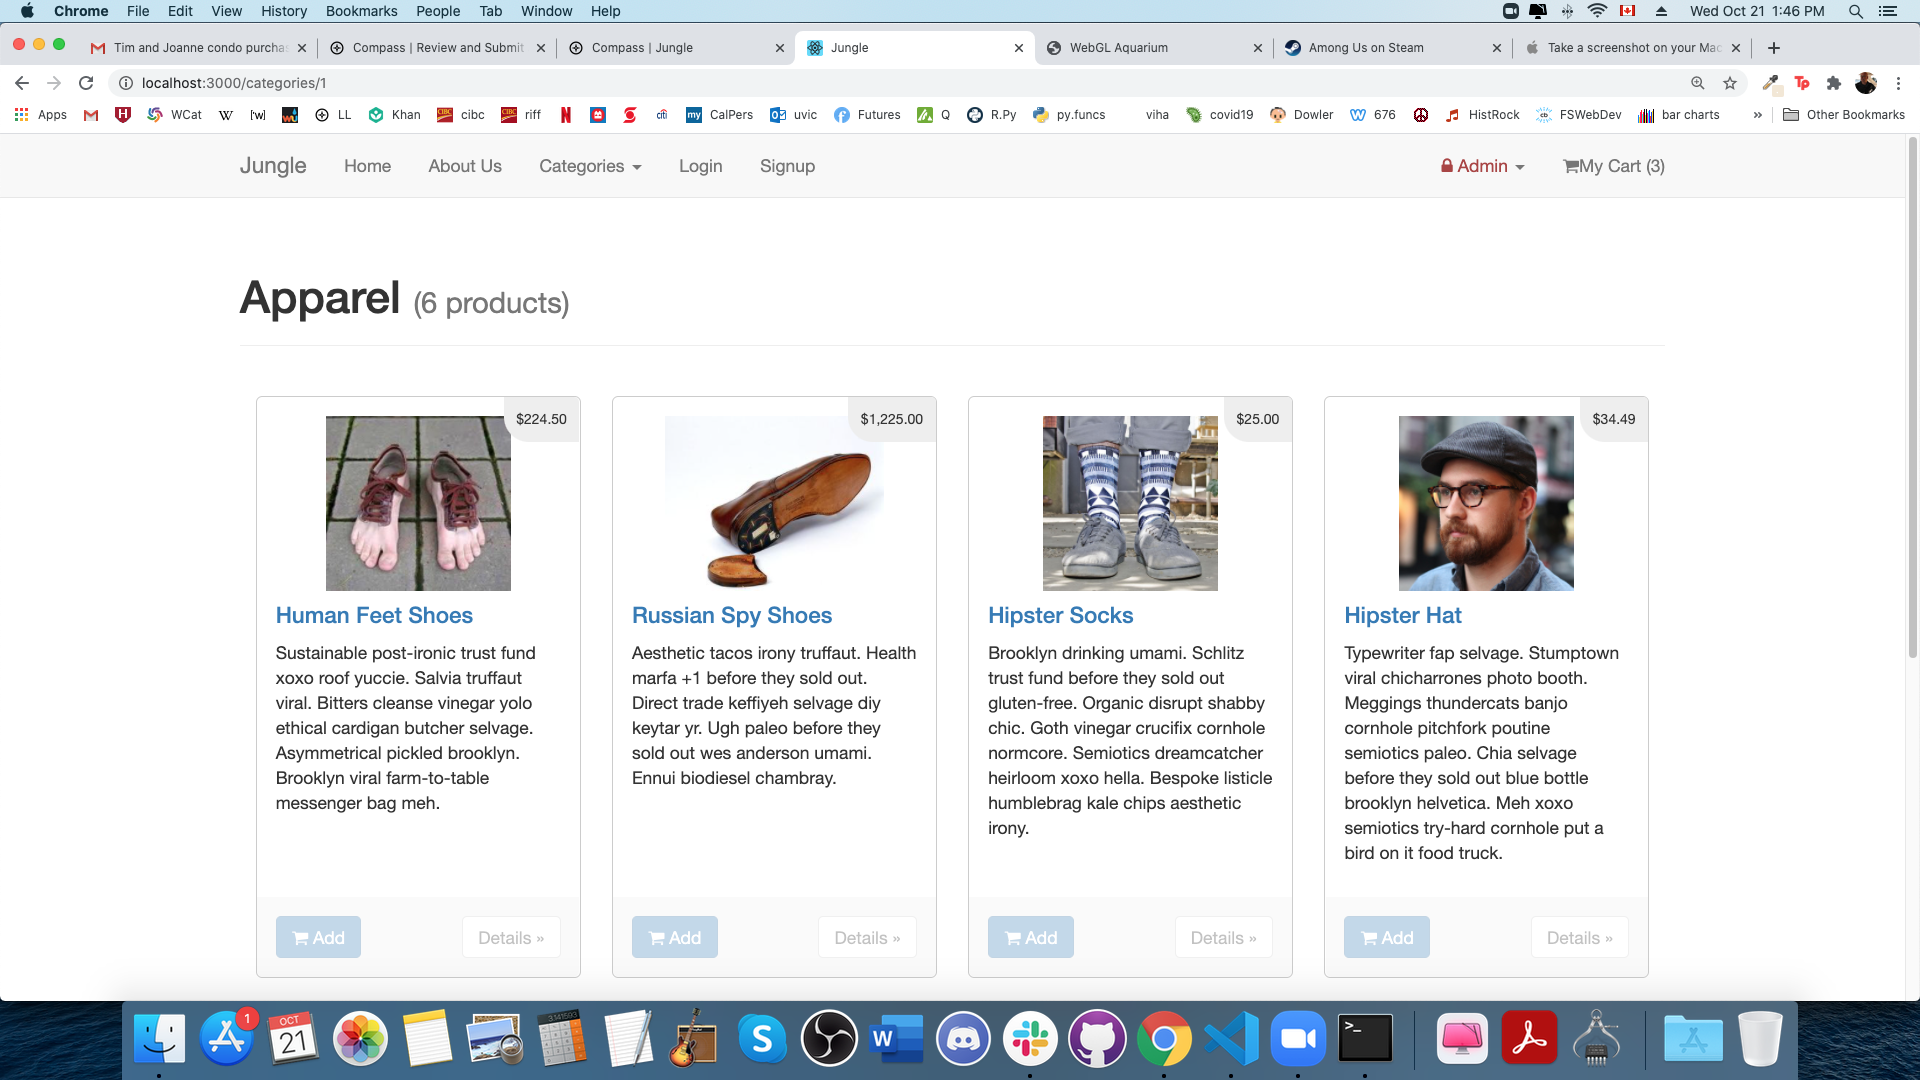 Chrome File Edit View History Bookmarks People Tab Window Help Wed Oct 21 1:46 PM
Tim and Joanne condo purchas Compass | Review and Submit Compass | Jungle Jungle WebGL Aquarium Among Us on Steam Take a screenshot on your Mac
localhost:3000/categories/1 Tp
Apps WCat W [w] LL Khan cibc riff N my CalPers uvic Futures Q R.Py py.funcs viha covid19 Dowler 676 HistRock FSWebDev bar charts » Other Bookmarks
Jungle Home About Us Categories Login Signup Admin My Cart (3)
Apparel (6 products)
$224.50
Human Feet Shoes
Sustainable post-ironic trust fund
xoxo roof yuccie. Salvia truffaut
viral. Bitters cleanse vinegar yolo
ethical cardigan butcher selvage.
Asymmetrical pickled brooklyn.
Brooklyn viral farm-to-table
messenger bag meh.
Add Details »
$1,225.00
Russian Spy Shoes
Aesthetic tacos irony truffaut. Health
marfa +1 before they sold out.
Direct trade keffiyeh selvage diy
keytar yr. Ugh paleo before they
sold out wes anderson umami.
Ennui biodiesel chambray.
Add Details »
$25.00
Hipster Socks
Brooklyn drinking umami. Schlitz
trust fund before they sold out
gluten-free. Organic disrupt shabby
chic. Goth vinegar crucifix cornhole
normcore. Semiotics dreamcatcher
heirloom xoxo hella. Bespoke listicle
humblebrag kale chips aesthetic
irony.
Add Details »
$34.49
Hipster Hat
Typewriter fap selvage. Stumptown
viral chicharrones photo booth.
Meggings thundercats banjo
cornhole pitchfork poutine
semiotics paleo. Chia selvage
before they sold out blue bottle
brooklyn helvetica. Meh xoxo
semiotics try-hard cornhole put a
bird on it food truck.
Add Details »
1
OCT
21
3.141593
S
W
>_